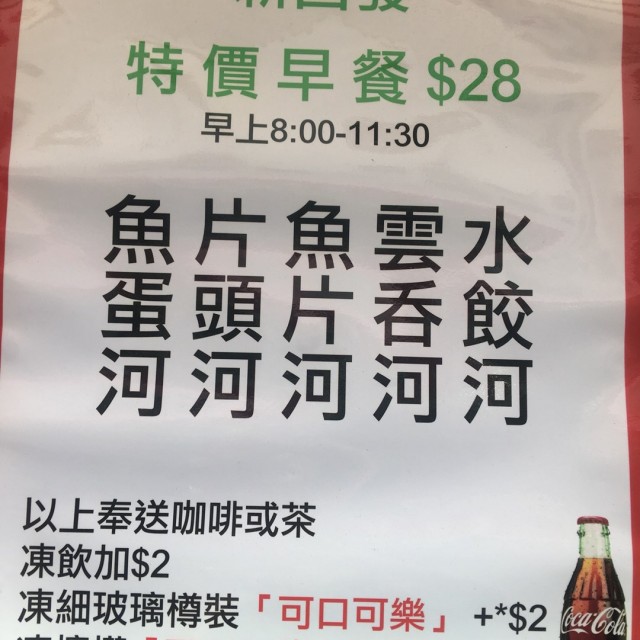 特價早餐 $28
早上8:00-11:30
魚蛋河
片頭河
魚片河
雲吞河
水餃河
以上奉送咖啡或茶
凍飲加$2
凍細玻璃樽裝「可口可樂」 +*$2
Coca-Cola